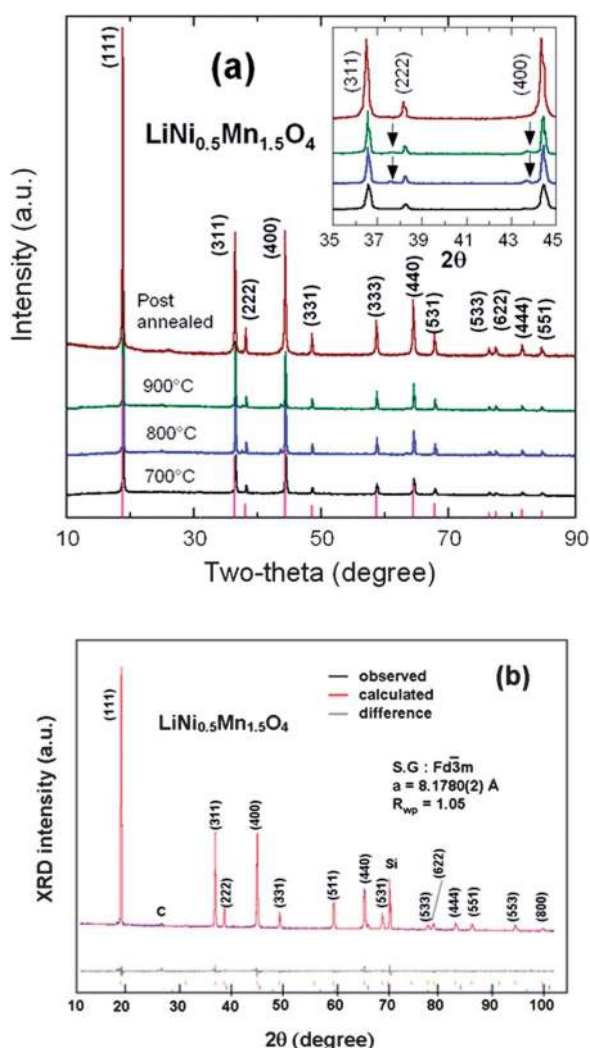 (a)
LiNi0.5Mn1.5O4
Intensity (a.u.)
(111)
(311)
(222)
(400)
(331)
(333)
(440)
(531)
(533)
(622)
(444)
(551)
Post
annealed
900°C
800°C
700°C
10 30 50 70 90
Two-theta (degree)
(311)
(222)
(400)
35 37 39 41 43 45
2θ
(b)
LiNi0.5Mn1.5O4
observed
calculated
difference
S.G : Fd3̅m
a = 8.1780(2) Å
Rwp = 1.05
XRD intensity (a.u.)
(111)
C
(311)
(222)
(400)
(331)
(511)
(440)
(531)
Si
(533)
(622)
(444)
(551)
(553)
(800)
10 20 30 40 50 60 70 80 90 100
2θ (degree)